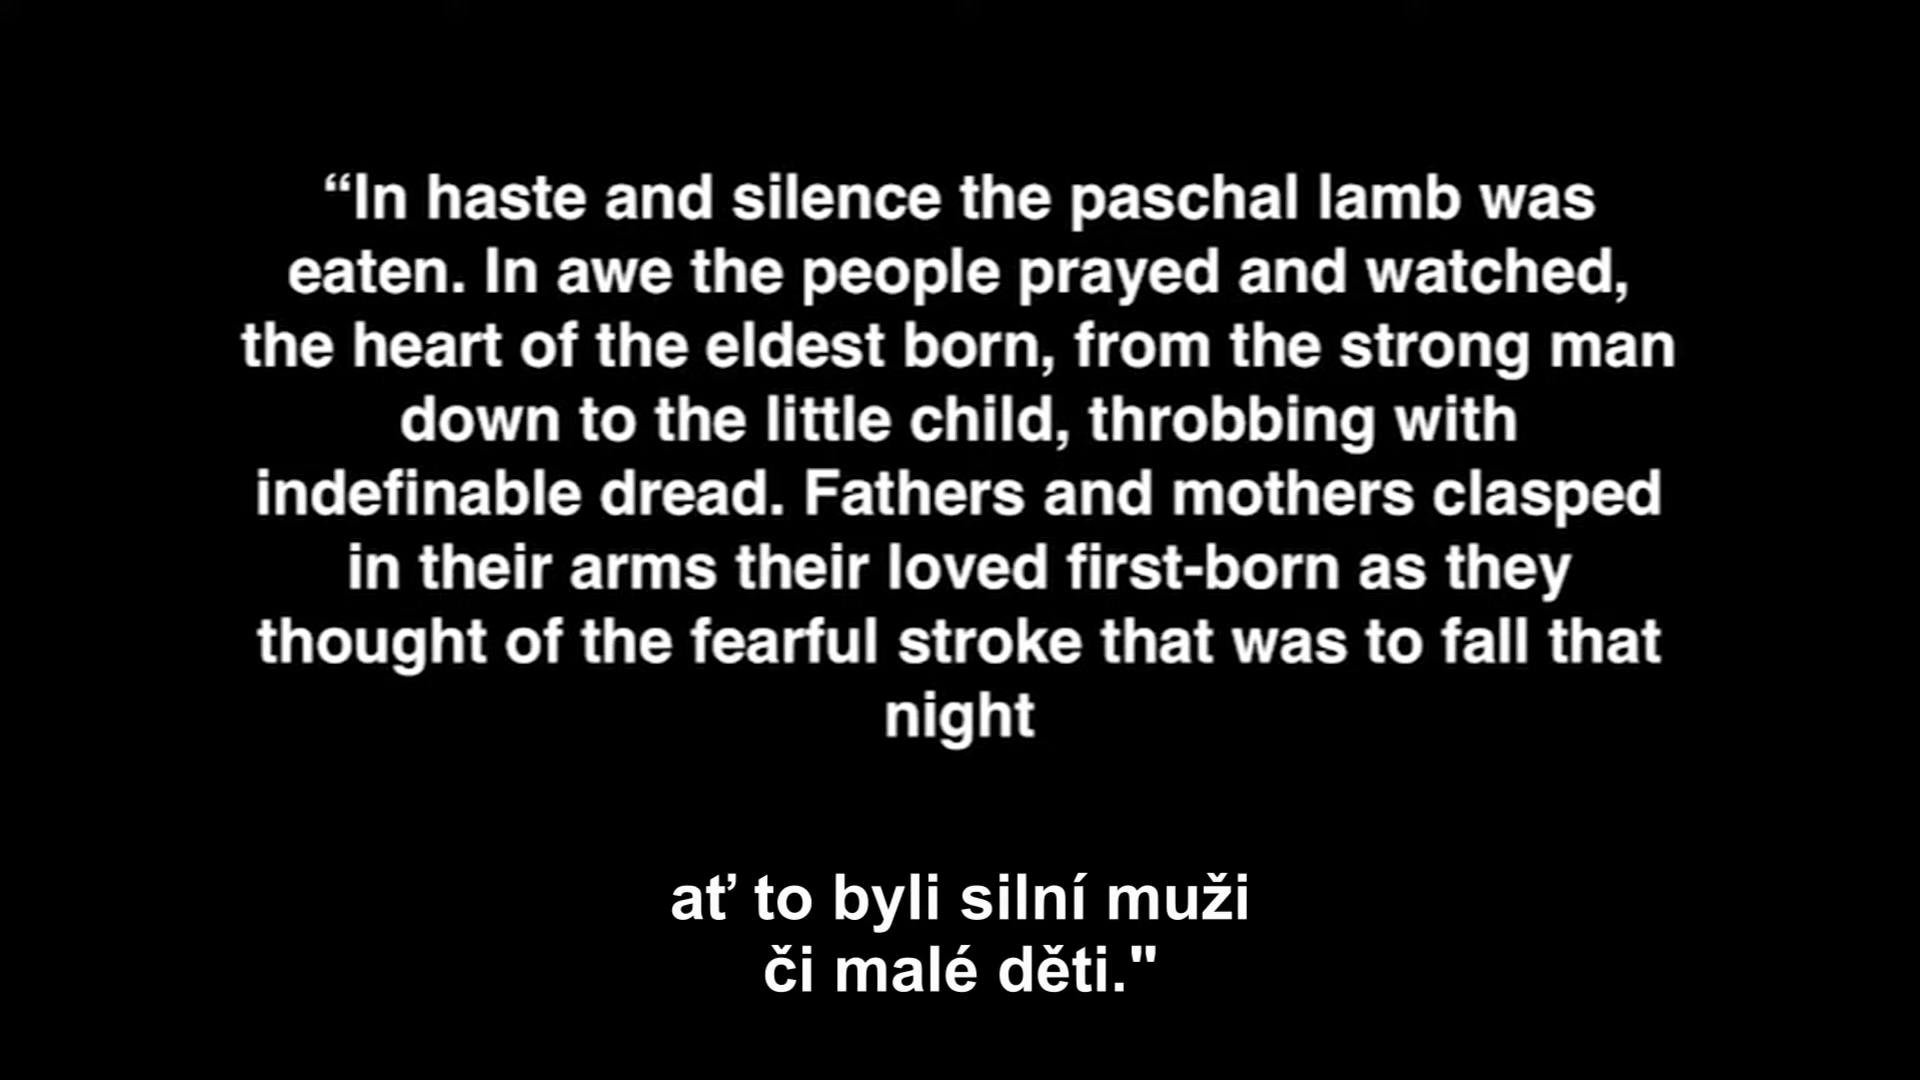 “In haste and silence the paschal lamb was
eaten. In awe the people prayed and watched,
the heart of the eldest born, from the strong man
down to the little child, throbbing with
indefinable dread. Fathers and mothers clasped
in their arms their loved first-born as they
thought of the fearful stroke that was to fall that
night
ať to byli silní muži
či malé děti."